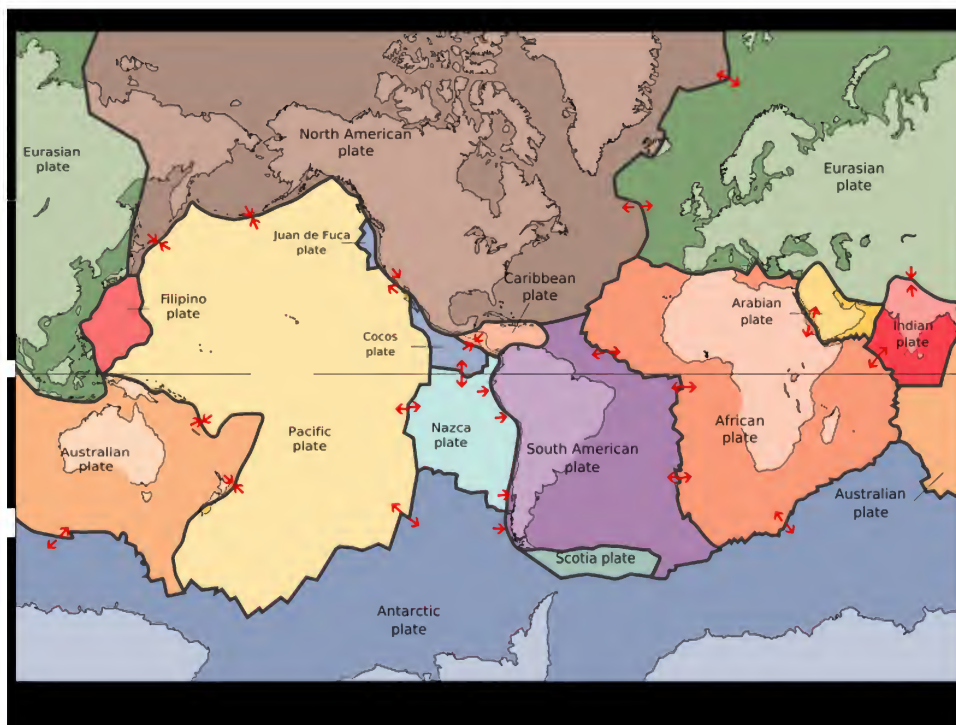 North American
plate
Eurasian
plate
Eurasian
plate
Juan de Fuca
plate
Caribbean
plate
Filipino
plate
Arabian
plate
Cocos
plate
Indian
plate
Australian
plate
Pacific
plate
Nazca
plate
South American
plate
African
plate
Australian
plate
Scotia plate
Antarctic
plate